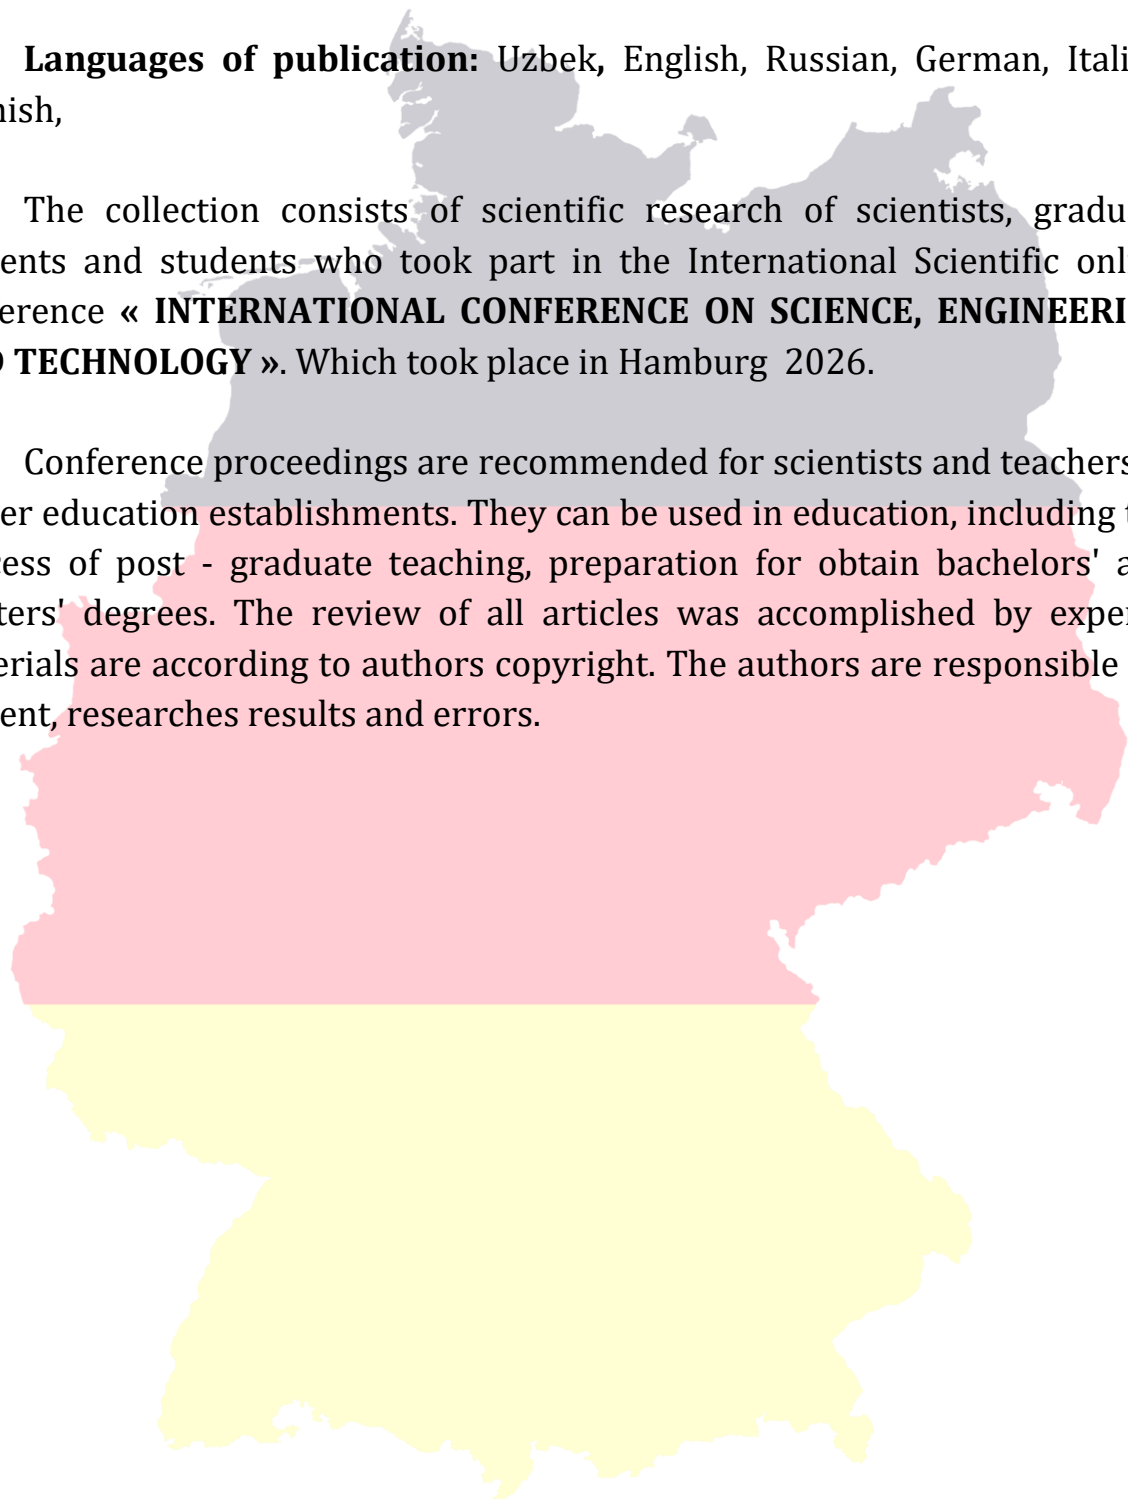 Languages of publication: Uzbek, English, Russian, German, Itali
nish,
The collection consists of scientific research of scientists, gradu
ents and students who took part in the International Scientific onl
erence « INTERNATIONAL CONFERENCE ON SCIENCE, ENGINEERI
D TECHNOLOGY ». Which took place in Hamburg 2026.
Conference proceedings are recommended for scientists and teachers
er education establishments. They can be used in education, including t
cess of post - graduate teaching, preparation for obtain bachelors' a
ters' degrees. The review of all articles was accomplished by exper
erials are according to authors copyright. The authors are responsible
ent, researches results and errors.